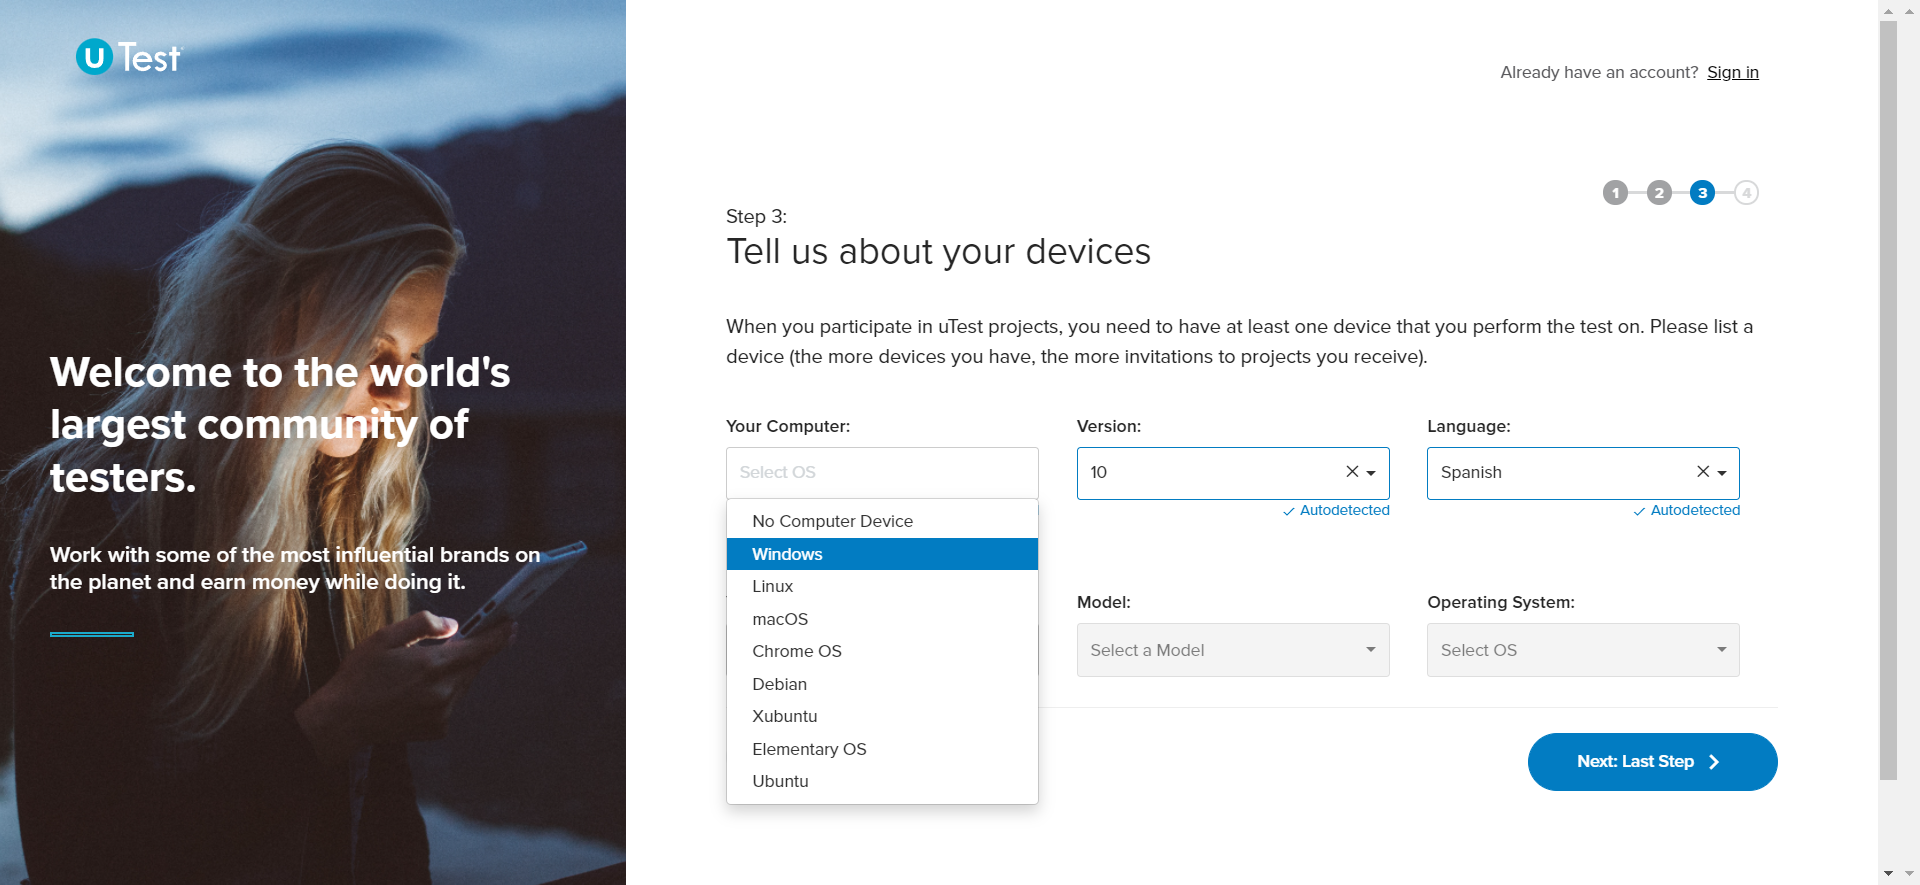 U Test
Already have an account? Sign in
1 2 3 4
Step 3:
Tell us about your devices
When you participate in uTest projects, you need to have at least one device that you perform the test on. Please list a
device (the more devices you have, the more invitations to projects you receive).
Welcome to the world's
largest community of
testers.
Work with some of the most influential brands on
the planet and earn money while doing it.
Your Computer: Version: Language:
Select OS 10 Spanish
Autodetected Autodetected
No Computer Device
Windows
Linux
macOS
Chrome OS
Debian
Xubuntu
Elementary OS
Ubuntu
Model: Operating System:
Select a Model Select OS
Next: Last Step